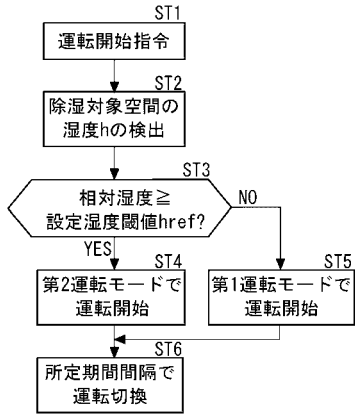 ST1
運転開始指令
ST2
除湿対象空間の
湿度hの検出
ST3
相対湿度≧
設定湿度閾値href?
NO
YES
ST4
第2運転モードで
運転開始
ST5
第1運転モードで
運転開始
ST6
所定期間間隔で
運転切換